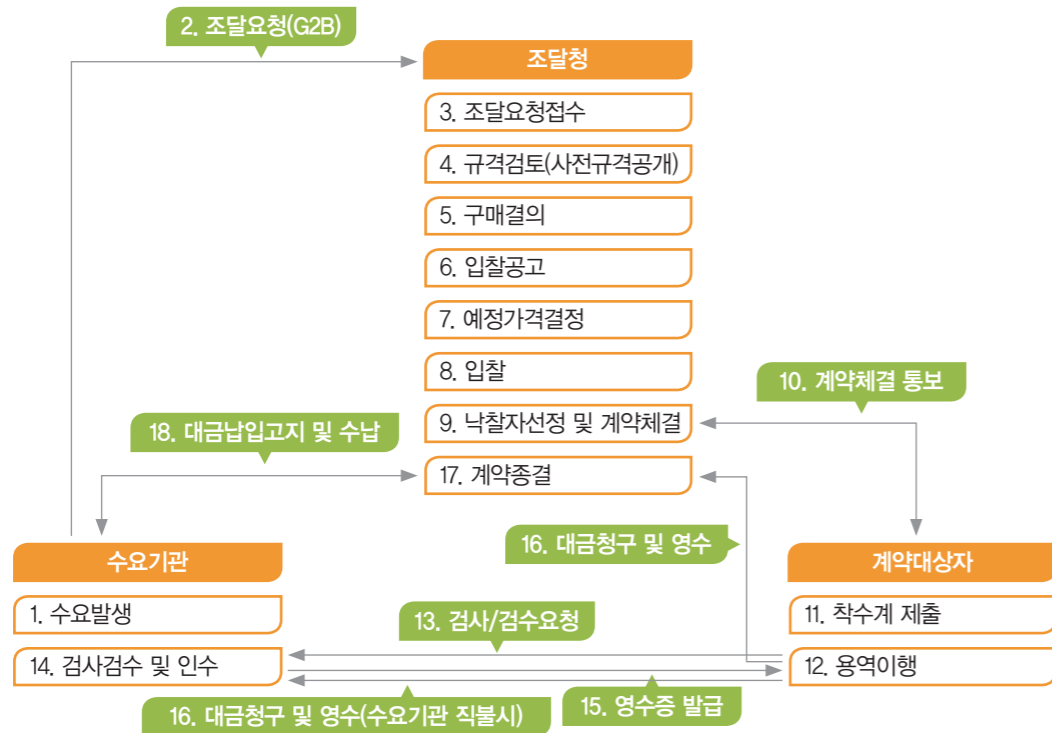 2. 조달요청(G2B)
조달청
3. 조달요청접수
4. 규격검토(사전규격공개)
5. 구매결의
6. 입찰공고
7. 예정가격결정
8. 입찰
10. 계약체결 통보
9. 낙찰자선정 및 계약체결
18. 대금납입고지 및 수납
17. 계약종결
16. 대금청구 및 영수
수요기관
계약대상자
1. 수요발생
13. 검사/검수요청
11. 착수계 제출
14. 검사검수 및 인수
12. 용역이행
16. 대금청구 및 영수(수요기관 직불시)
15. 영수증 발급